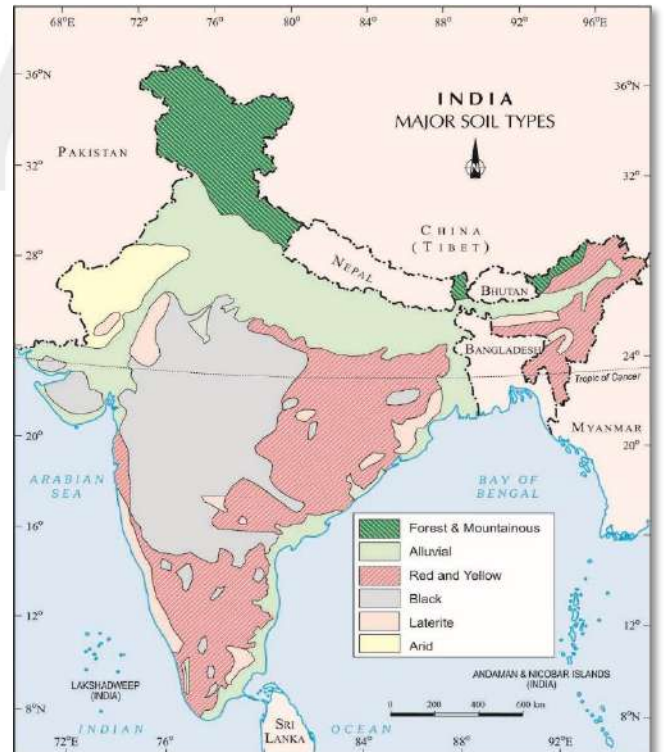 68°E 72° 76° 80° 84° 88° 92° 96°E
36°N
36°N
INDIA
MAJOR SOIL TYPES
N
PAKISTAN
32°
32°
CHINA
(TIBET)
NEPAL
28°
28°
BHUTAN
BANGLADESH
24°
24°
Tropic of Cancer
MYANMAR
20°
20°
ARABIAN
SEA
BAY OF
BENGAL
16°
16°
Forest & Mountainous
Alluvial
Red and Yellow
Black
Laterite
Arid
12°
12°
LAKSHADWEEP
(INDIA)
ANDAMAN & NICOBAR ISLANDS
(INDIA)
0 200 400 600 km
8°N
8°N
SRI
LANKA
INDIAN OCEAN
72°E 76° 80° 84° 88° 92°E